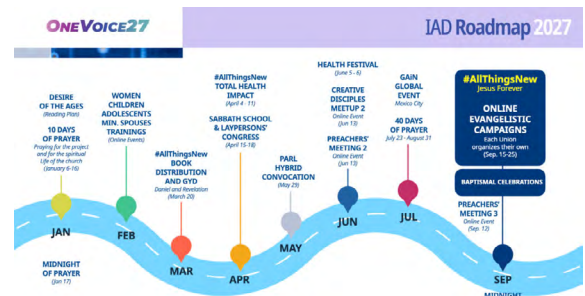 ONEVOICE27
IAD Roadmap 2027
DESIRE
OF THE AGES
(Reading Plan)
10 DAYS
OF PRAYER
Praying for the project
and for the spiritual
Life of the church
(January 6-16)
JAN
MIDNIGHT
OF PRAYER
(Jan 17)
WOMEN
CHILDREN
ADOLESCENTS
MIN. SPOUSES
TRAININGS
(Online Events)
FEB
#AllThingsNew
BOOK
DISTRIBUTION
AND GYD
Daniel and Revelation
(March 20)
MAR
#AllThingsNew
TOTAL HEALTH
IMPACT
(April 4 - 11)
SABBATH SCHOOL
& LAYPERSONS'
CONGRESS
(April 15-18)
APR
PARL
HYBRID
CONVOCATION
(May 29)
MAY
HEALTH FESTIVAL
(June 5 - 6)
CREATIVE
DISCIPLES
MEETUP 2
Online Event
(Jun 13)
PREACHERS'
MEETING 2
Online Event
(Jun 13)
JUN
GAiN
GLOBAL
EVENT
Mexico City
40 DAYS
OF PRAYER
July 23 - August 31
JUL
#AllThingsNew
Jesus Forever
ONLINE
EVANGELISTIC
CAMPAIGNS
Each Union
organizes their own
(Sep. 15-25)
BAPTISMAL CELEBRATIONS
PREACHERS'
MEETING 3
Online Event
(Sep. 12)
SEP
MIDNIGHT